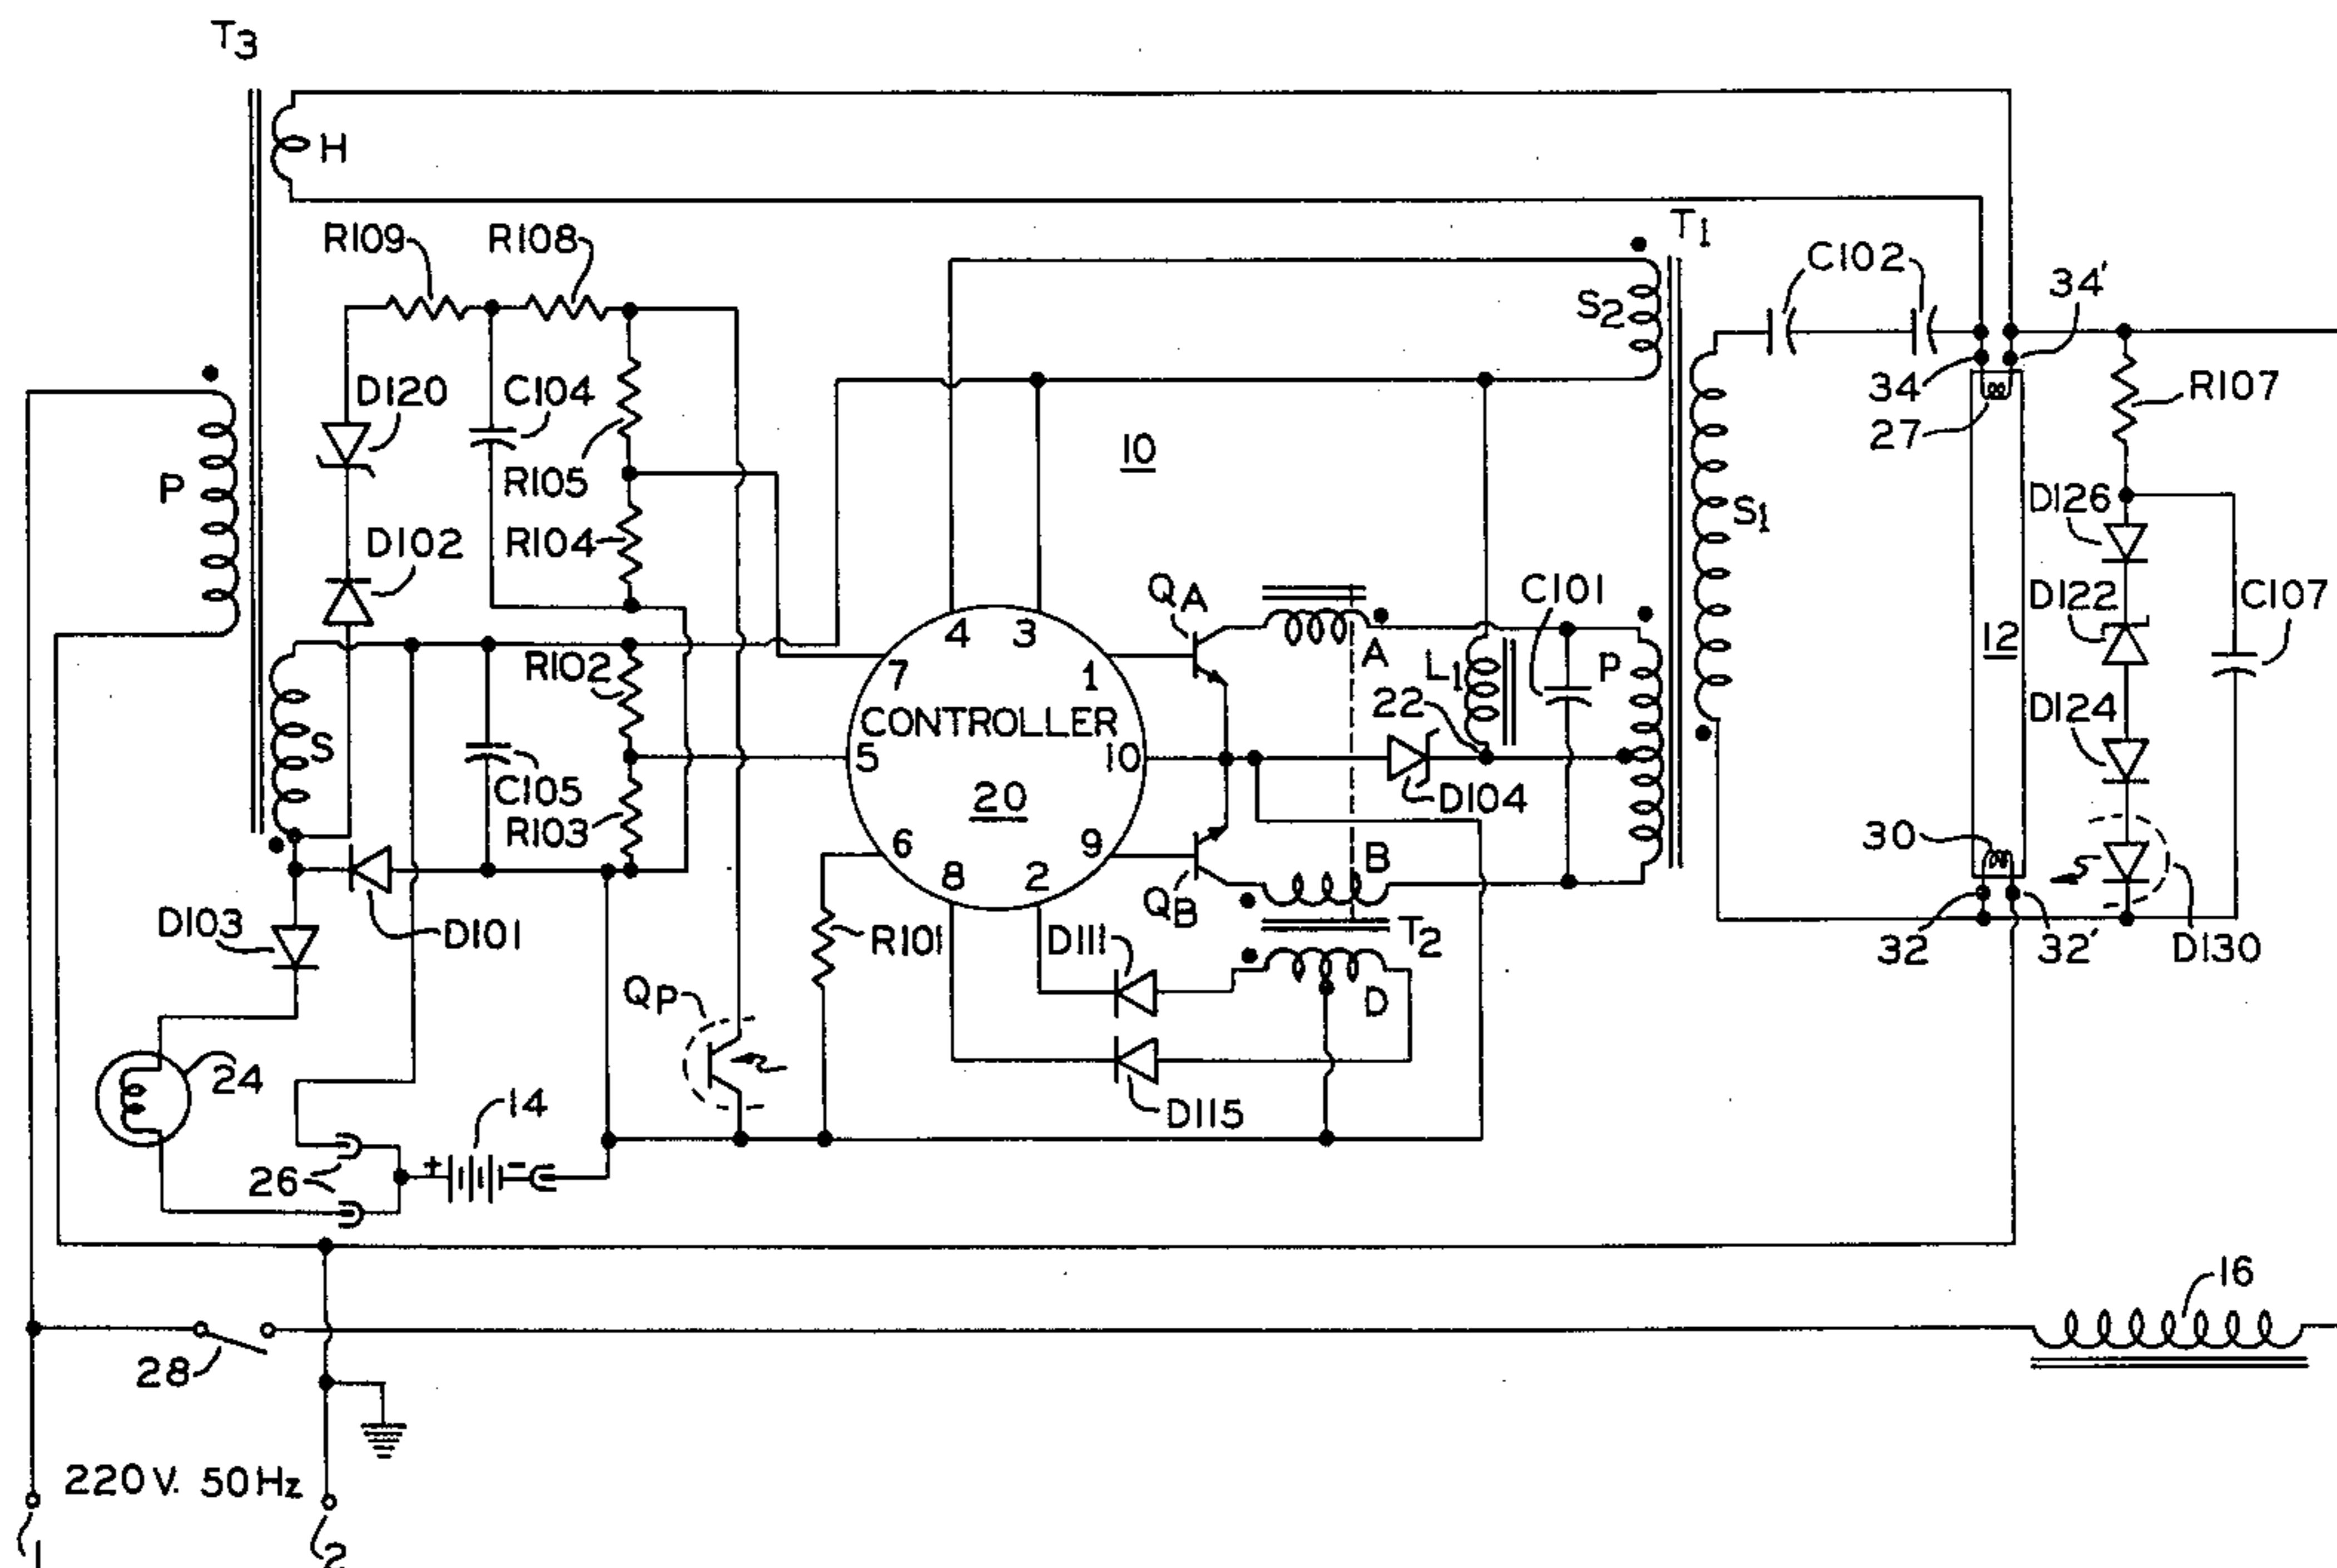 T3
H
T1
R109
R108
C102
34'
S2
D120
C104
34
R107
P
R105
10
27
S1
D126
D102
R104
QA
C101
D122
C107
4
3
12
R102
7
1
A
L1
P
CONTROLLER
22
D124
S
5
10
C105
20
D104
R103
6
9
B
30
8
2
QB
D103
D101
R101
D111
T2
32
32'
D130
QP
D
24
14
D115
+
-
26
16
28
220 V. 50 Hz
1
2